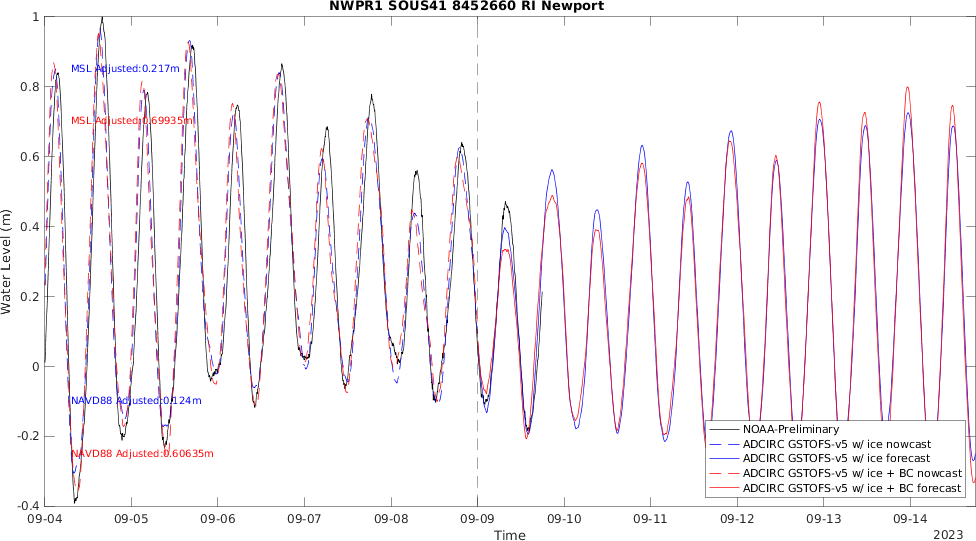 NWPR1 SOUS41 8452660 RI Newport
Water Level (m)
1
0.8
0.6
0.4
0.2
0
-0.2
-0.4
MSL Adjusted:0.217m
MSL Adjusted:0.69935m
NAVD88 Adjusted:0.124m
NAVD88 Adjusted:0.60635m
NOAA-Preliminary
ADCIRC GSTOFS-v5 w/ ice nowcast
ADCIRC GSTOFS-v5 w/ ice forecast
ADCIRC GSTOFS-v5 w/ ice + BC nowcast
ADCIRC GSTOFS-v5 w/ ice + BC forecast
09-04 09-05 09-06 09-07 09-08 09-09 09-10 09-11 09-12 09-13 09-14
Time
2023